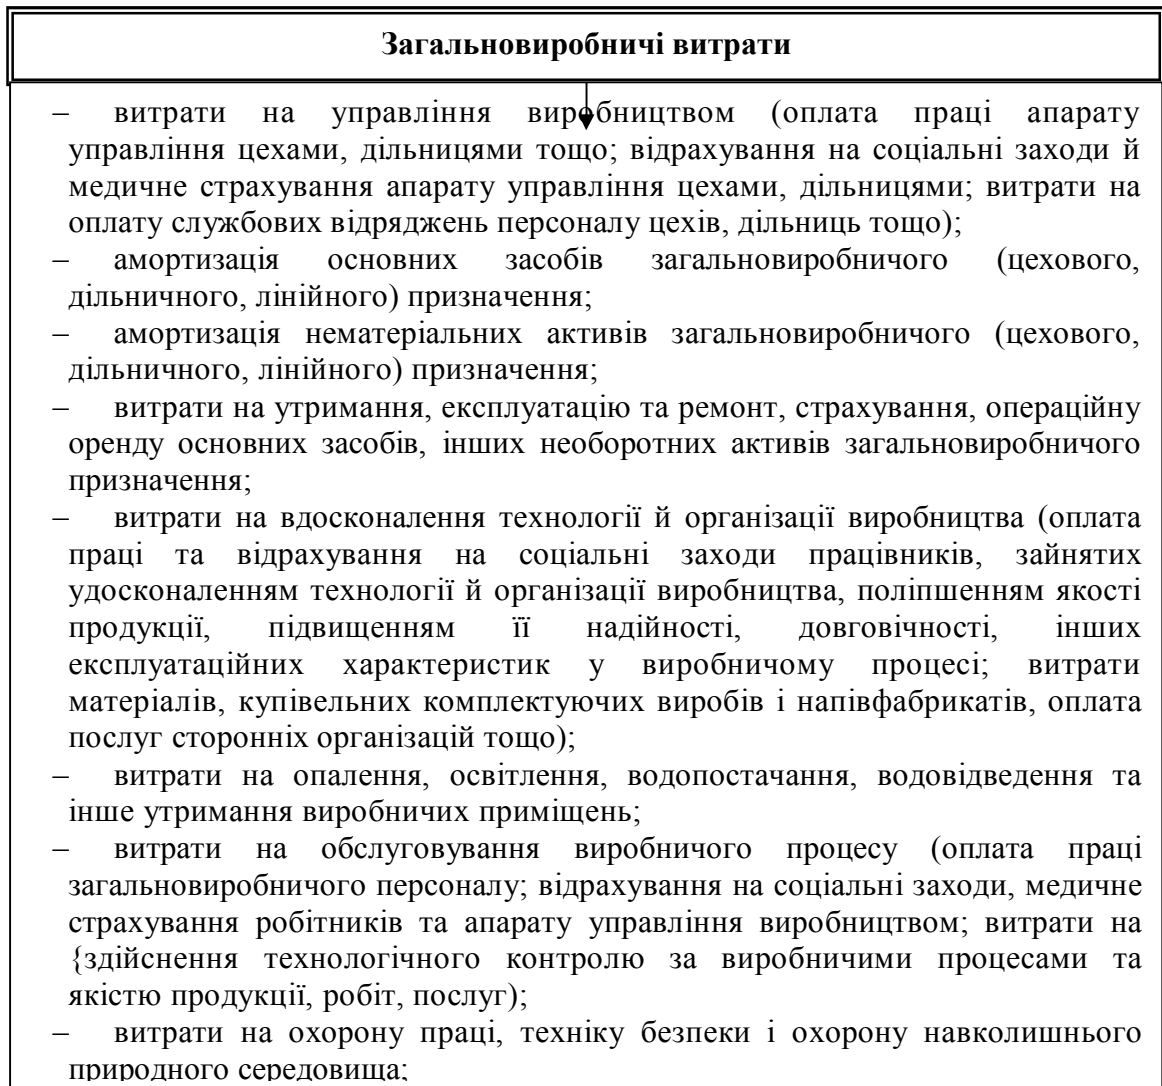 Загальновиробничі витрати
– витрати на управління виробництвом (оплата праці апарату
управління цехами, дільницями тощо; відрахування на соціальні заходи й
медичне страхування апарату управління цехами, дільницями; витрати на
оплату службових відряджень персоналу цехів, дільниць тощо);
– амортизація основних засобів загальновиробничого (цехового,
дільничного, лінійного) призначення;
– амортизація нематеріальних активів загальновиробничого (цехового,
дільничного, лінійного) призначення;
– витрати на утримання, експлуатацію та ремонт, страхування, операційну
оренду основних засобів, інших необоротних активів загальновиробничого
призначення;
– витрати на вдосконалення технології й організації виробництва (оплата
праці та відрахування на соціальні заходи працівників, зайнятих
удосконаленням технології й організації виробництва, поліпшенням якості
продукції, підвищенням її надійності, довговічності, інших
експлуатаційних характеристик у виробничому процесі; витрати
матеріалів, купівельних комплектуючих виробів і напівфабрикатів, оплата
послуг сторонніх організацій тощо);
– витрати на опалення, освітлення, водопостачання, водовідведення та
інше утримання виробничих приміщень;
– витрати на обслуговування виробничого процесу (оплата праці
загальновиробничого персоналу; відрахування на соціальні заходи, медичне
страхування робітників та апарату управління виробництвом; витрати на
{здійснення технологічного контролю за виробничими процесами та
якістю продукції, робіт, послуг);
– витрати на охорону праці, техніку безпеки і охорону навколишнього
природного середовища;